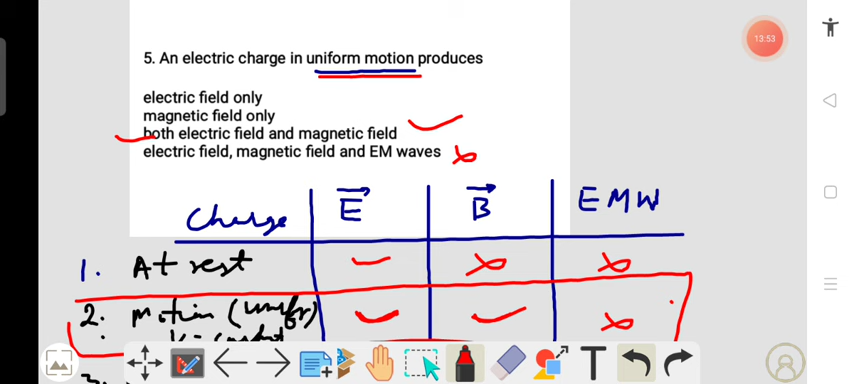 13:53
5. An electric charge in uniform motion produces
electric field only
magnetic field only
both electric field and magnetic field
electric field, magnetic field and EM waves
Charge E B EMW
1. At rest
2. Motion (unifr)
T